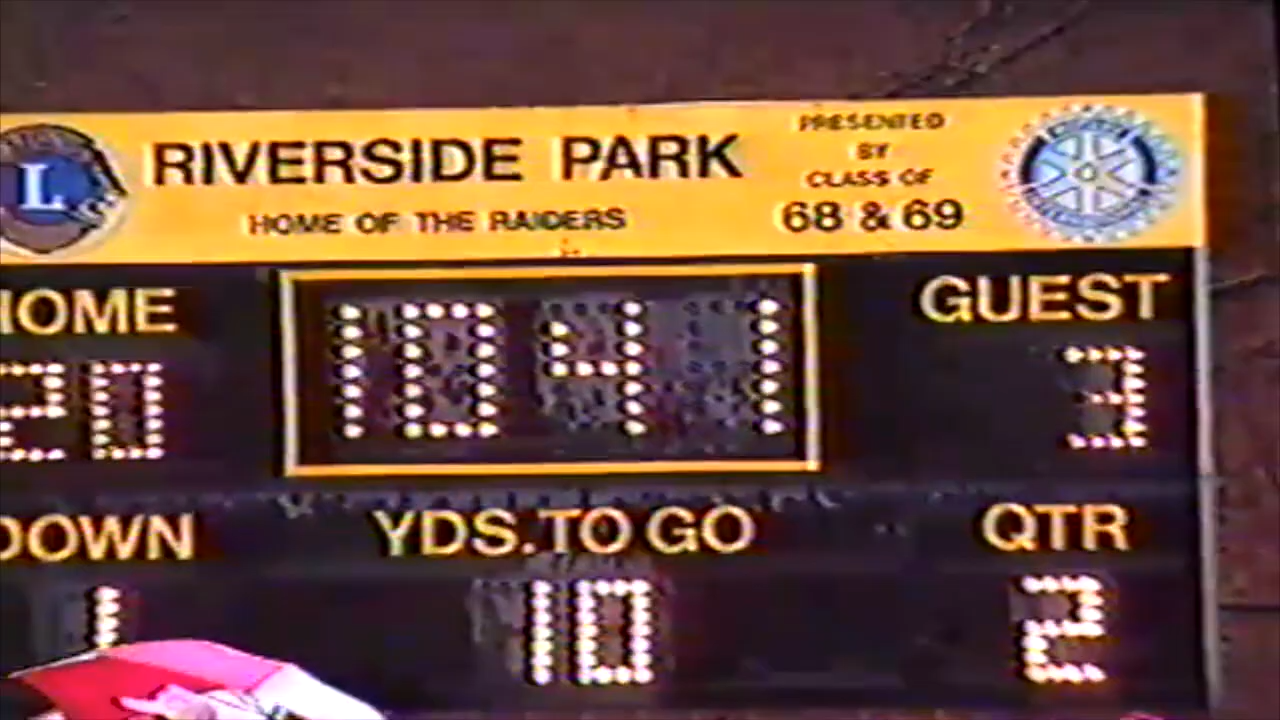 RIVERSIDE PARK
HOME OF THE RAIDERS
PRESENTED
BY
CLASS OF
68 & 69
L
HOME
20
10 41
GUEST
3
DOWN
1
YDS. TO GO
10
QTR
2